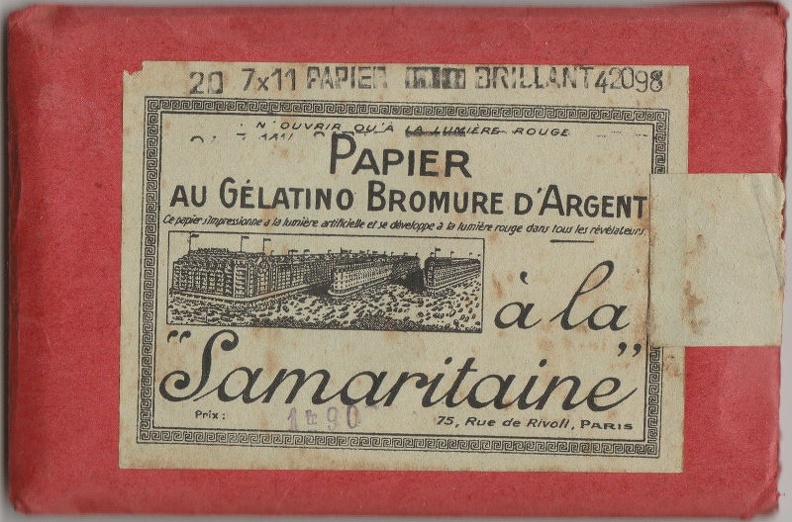 20 7x11 PAPIER BRILLANT 42098
N'OUVRIR QU'À LA LUMIÈRE ROUGE
PAPIER
AU GÉLATINO BROMURE D'ARGENT
Ce papier s'impressionne à la lumière artificielle et se développe à la lumière rouge dans tous les révélateurs.
à la
"Samaritaine"
Prix : 1 fr 90
75, Rue de Rivoli, PARIS